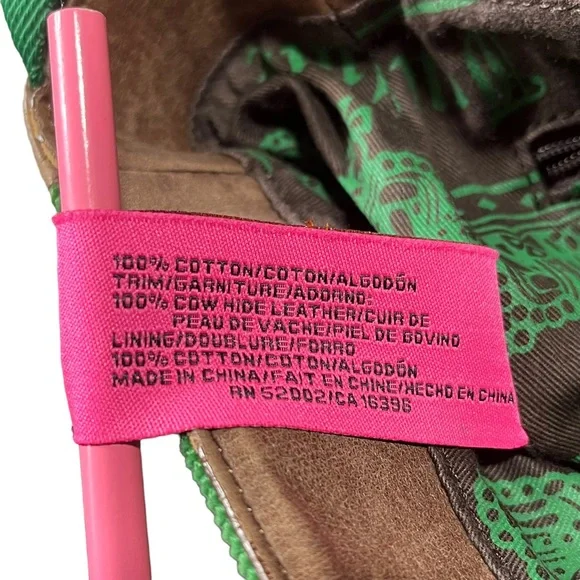 100% COTTON/COTON/ALGODÓN
TRIM/GARNITURE/ADORNO:
100% COW HIDE LEATHER/CUIR DE
PEAU DE VACHE/PIEL DE BOVINO
LINING/DOUBLURE/FORRO
100% COTTON/COTON/ALGODÓN
MADE IN CHINA/FAIT EN CHINE/HECHO EN CHINA
RN 52002/CA 16396